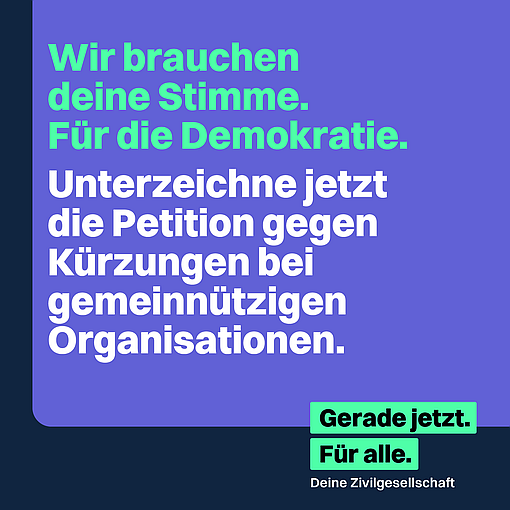 Wir brauchen
deine Stimme.
Für die Demokratie.
Unterzeichne jetzt
die Petition gegen
Kürzungen bei
gemeinnützigen
Organisationen.
Gerade jetzt.
Für alle.
Deine Zivilgesellschaft